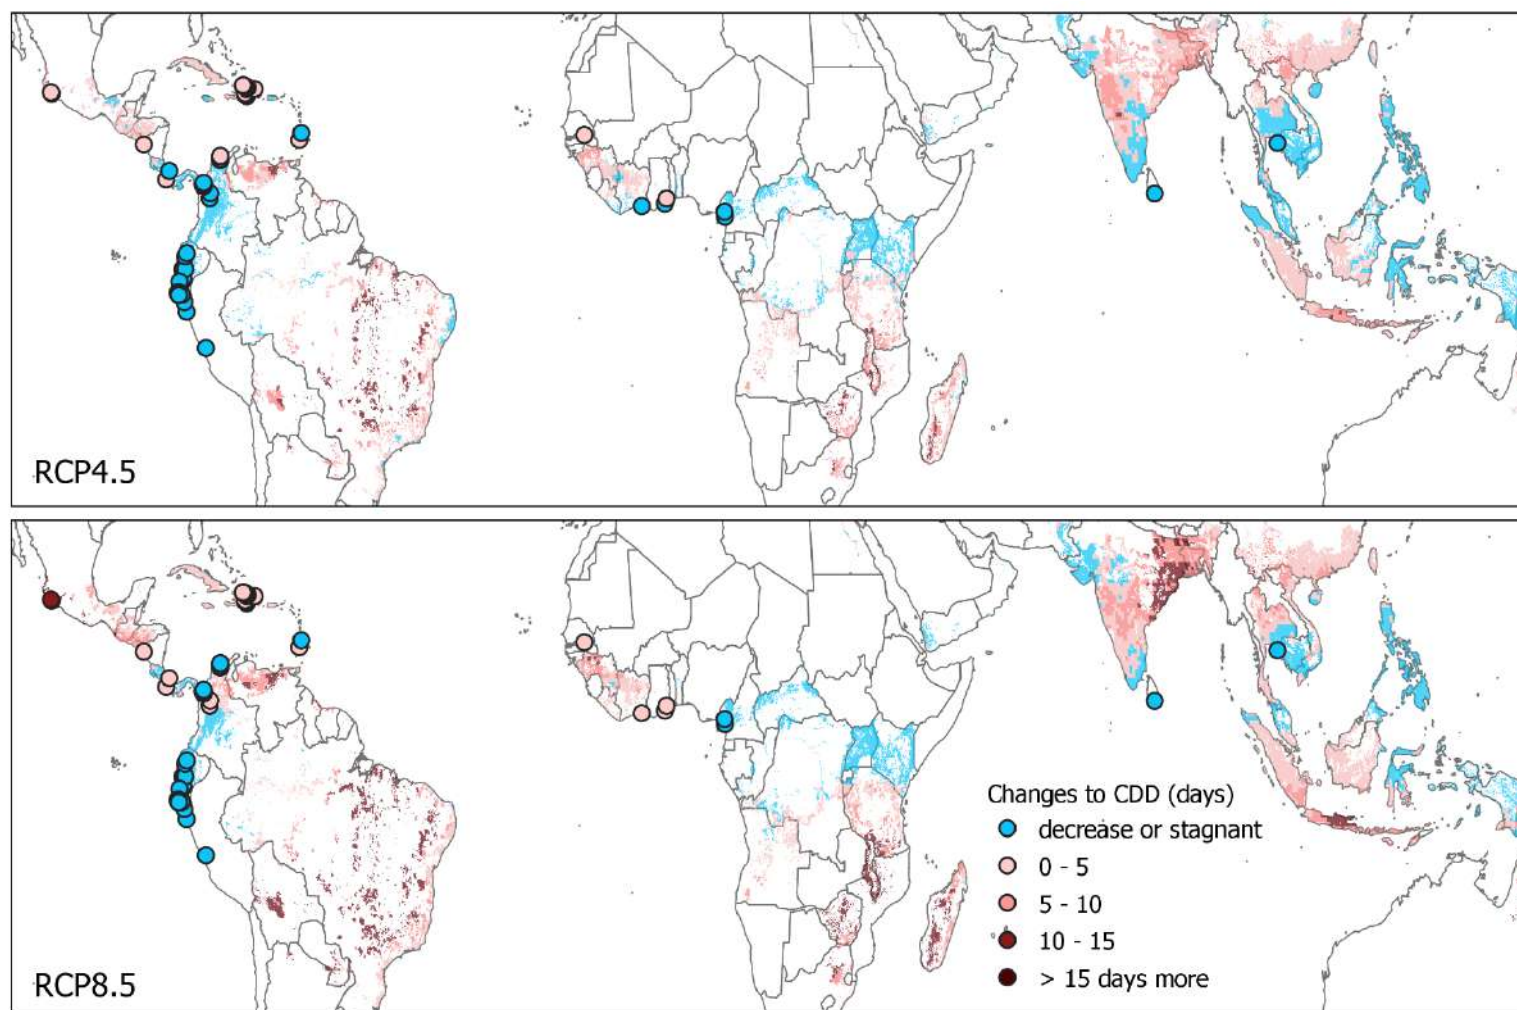 RCP4.5
Changes to CDD (days)
decrease or stagnant
0 - 5
5 - 10
10 - 15
> 15 days more
RCP8.5